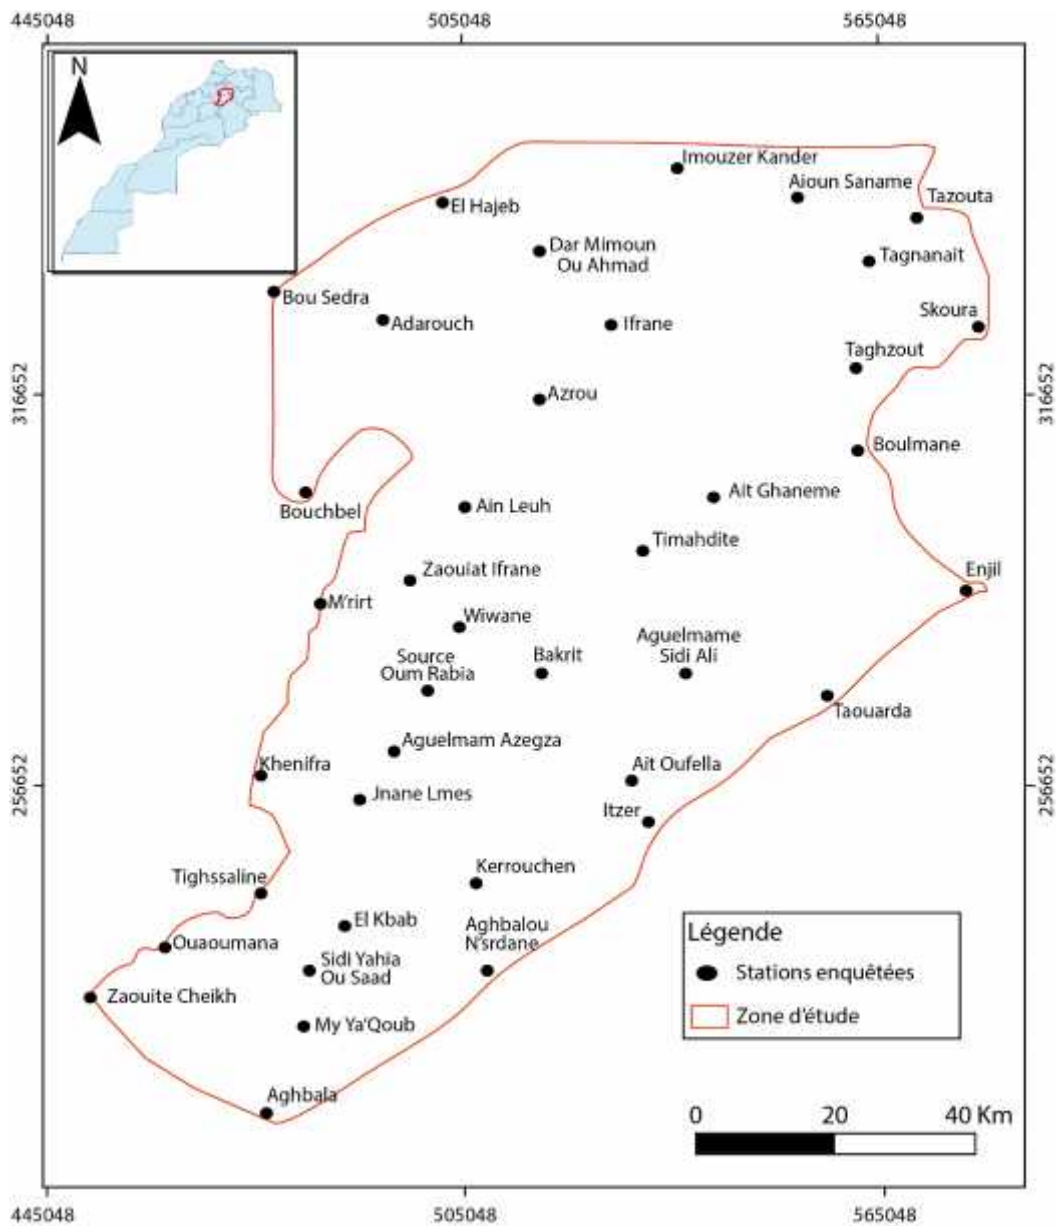 445048
505048
565048
N
Imouzer Kander
Aioun Saname
Tazouta
El Hajeb
Dar Mimoun
Ou Ahmad
Tagnanait
Bou Sedra
Adarouch
Ifrane
Skoura
Taghzout
316652
316652
Azrou
Boulmane
Bouchbel
Ain Leuh
Ait Ghaneme
Timahdite
Zaouiat Ifrane
Enjil
M'rirt
Wiwane
Source
Oum Rabia
Bakrit
Aguelmame
Sidi Ali
Taouarda
Aguelmam Azegza
Khenifra
Jnane Lmes
Ait Oufella
256652
256652
Itzer
Kerrouchen
Tighssaline
El Kbab
Aghbalou
N'srdane
Ouaoumana
Sidi Yahia
Ou Saad
Zaouite Cheikh
My Ya'Qoub
Aghbala
Légende
Stations enquêtées
Zone d'étude
0 20 40 Km
445048
505048
565048